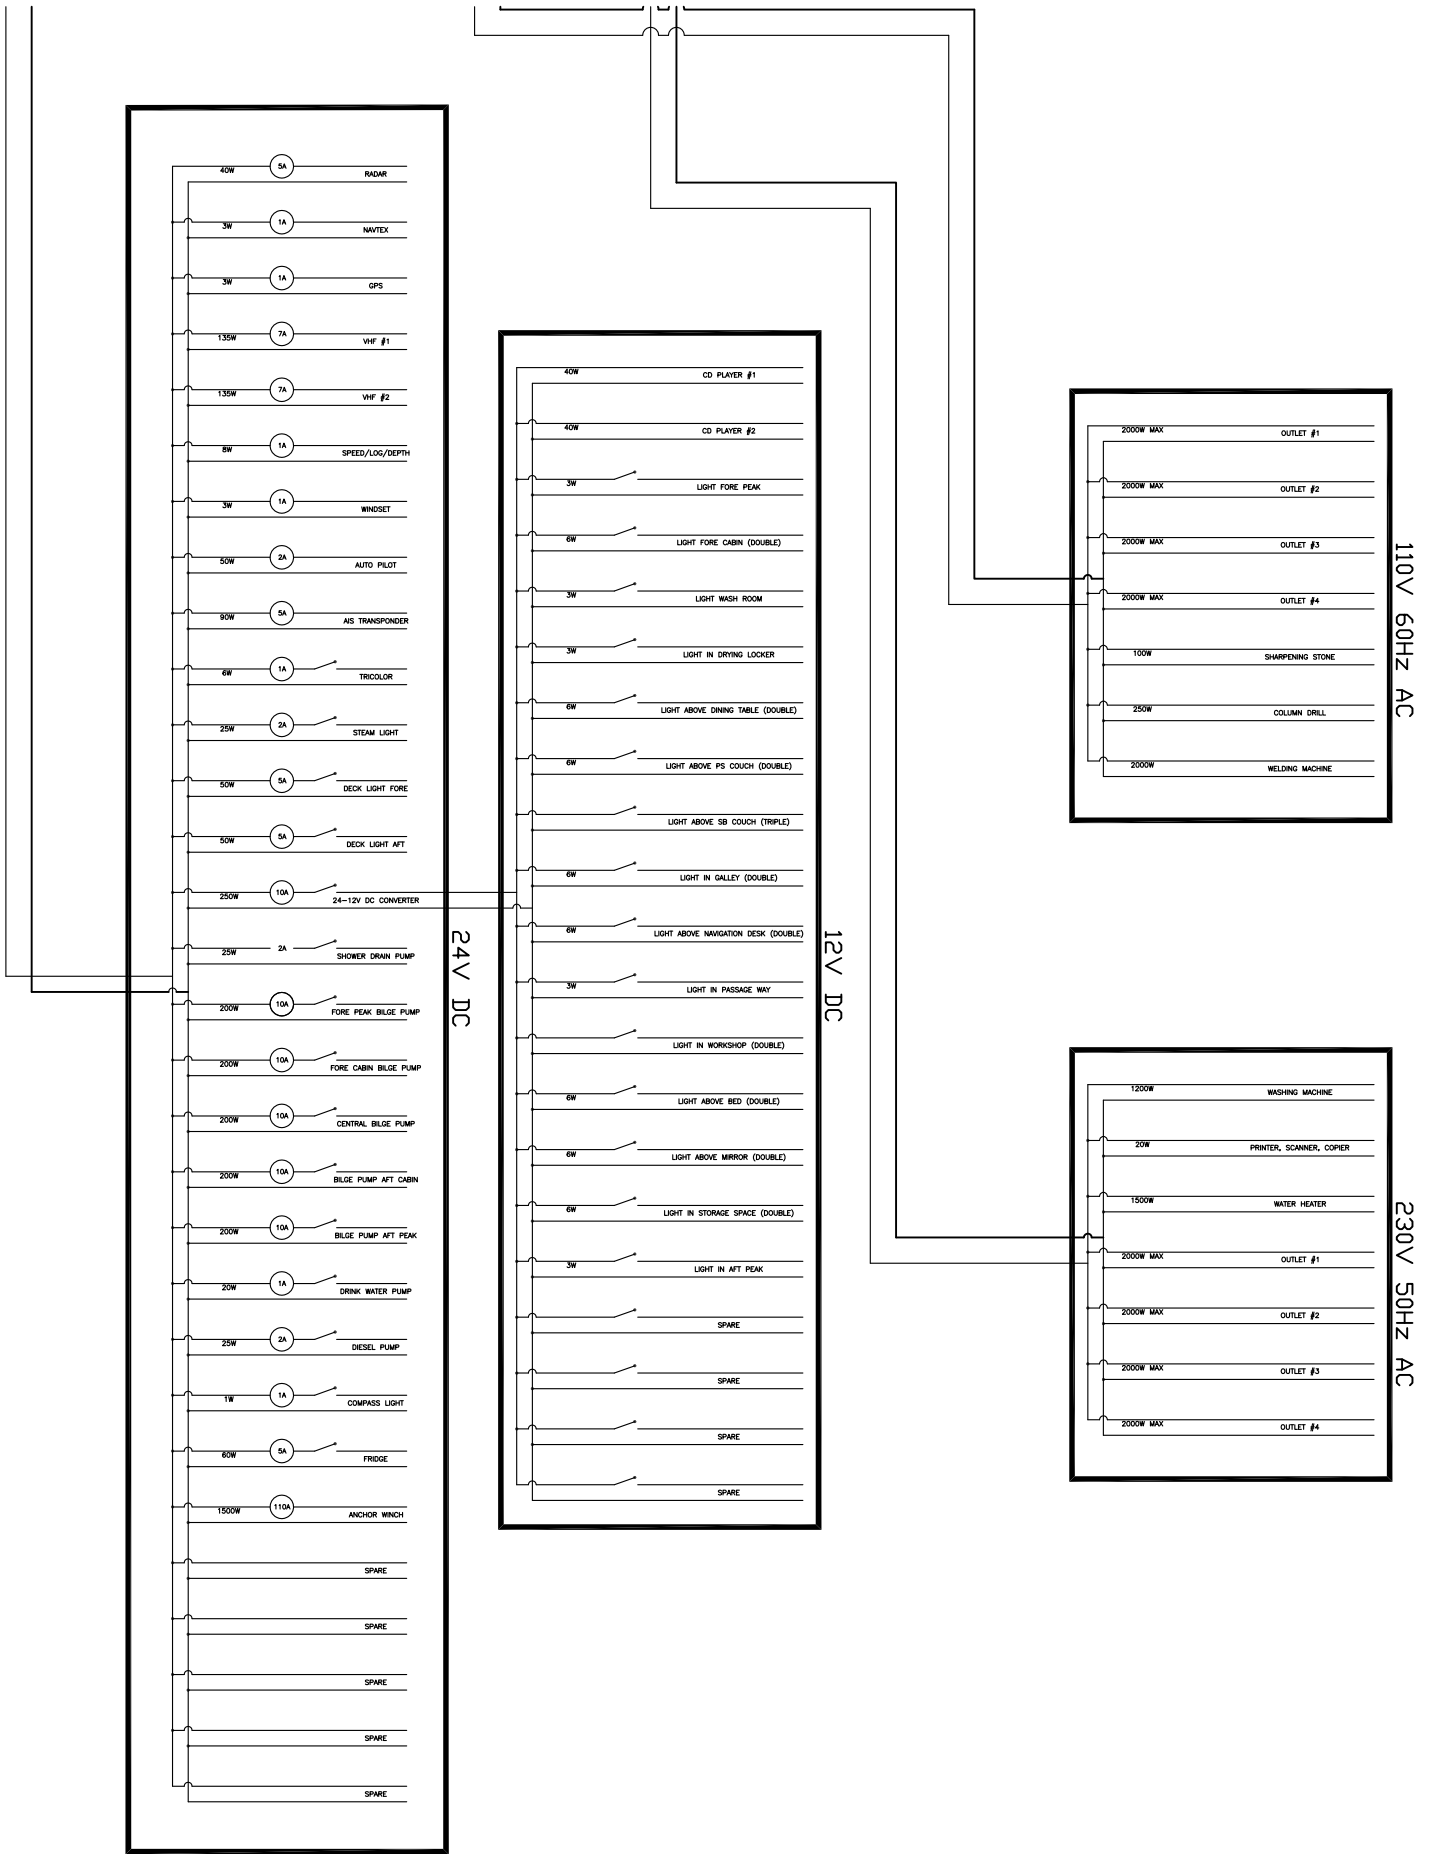 40W 5A RADAR
3W 1A NAVTEX
3W 1A GPS
135W 7A VHF #1
135W 7A VHF #2
8W 1A SPEED/LOG/DEPTH
3W 1A WINDSET
50W 2A AUTO PILOT
90W 5A AIS TRANSPONDER
6W 1A TRICOLOR
25W 2A STEAM LIGHT
50W 5A DECK LIGHT FORE
50W 5A DECK LIGHT AFT
250W 10A 24-12V DC CONVERTER
25W 2A SHOWER DRAIN PUMP
200W 10A FORE PEAK BILGE PUMP
200W 10A FORE CABIN BILGE PUMP
200W 10A CENTRAL BILGE PUMP
200W 10A BILGE PUMP AFT CABIN
200W 10A BILGE PUMP AFT PEAK
20W 1A DRINK WATER PUMP
25W 2A DIESEL PUMP
1W 1A COMPASS LIGHT
60W 5A FRIDGE
1500W 110A ANCHOR WINCH
SPARE
SPARE
SPARE
SPARE
SPARE
24V DC
40W CD PLAYER #1
40W CD PLAYER #2
3W LIGHT FORE PEAK
6W LIGHT FORE CABIN (DOUBLE)
3W LIGHT WASH ROOM
3W LIGHT IN DRYING LOCKER
6W LIGHT ABOVE DINING TABLE (DOUBLE)
6W LIGHT ABOVE PS COUCH (DOUBLE)
LIGHT ABOVE SB COUCH (TRIPLE)
6W LIGHT IN GALLEY (DOUBLE)
6W LIGHT ABOVE NAVIGATION DESK (DOUBLE)
3W LIGHT IN PASSAGE WAY
LIGHT IN WORKSHOP (DOUBLE)
6W LIGHT ABOVE BED (DOUBLE)
6W LIGHT ABOVE MIRROR (DOUBLE)
6W LIGHT IN STORAGE SPACE (DOUBLE)
3W LIGHT IN AFT PEAK
SPARE
SPARE
SPARE
SPARE
12V DC
2000W MAX OUTLET #1
2000W MAX OUTLET #2
2000W MAX OUTLET #3
2000W MAX OUTLET #4
100W SHARPENING STONE
250W COLUMN DRILL
2000W WELDING MACHINE
110V 60Hz AC
1200W WASHING MACHINE
20W PRINTER, SCANNER, COPIER
1500W WATER HEATER
2000W MAX OUTLET #1
2000W MAX OUTLET #2
2000W MAX OUTLET #3
2000W MAX OUTLET #4
230V 50Hz AC